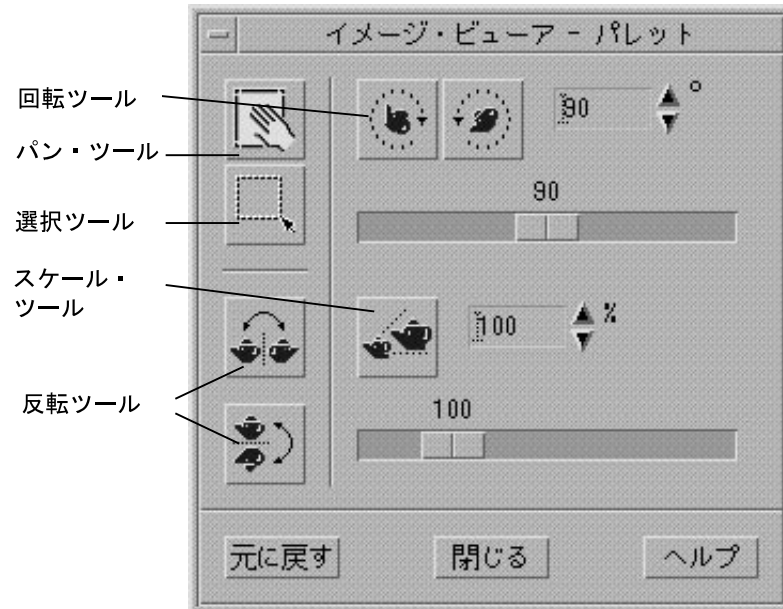 イメージ・ビューア - パレット
回転ツール
90 °
パン・ツール
90
選択ツール
スケール・
ツール
100 %
反転ツール
100
元に戻す
閉じる
ヘルプ